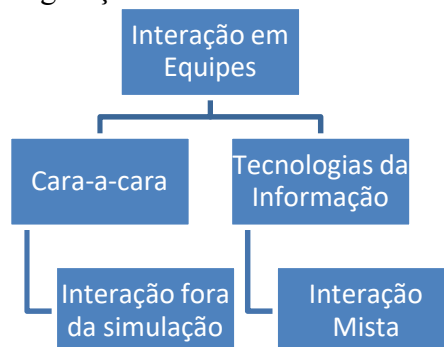 Interação em
Equipes
Cara-a-cara
Tecnologias da
Informação
Interação fora
da simulação
Interação
Mista